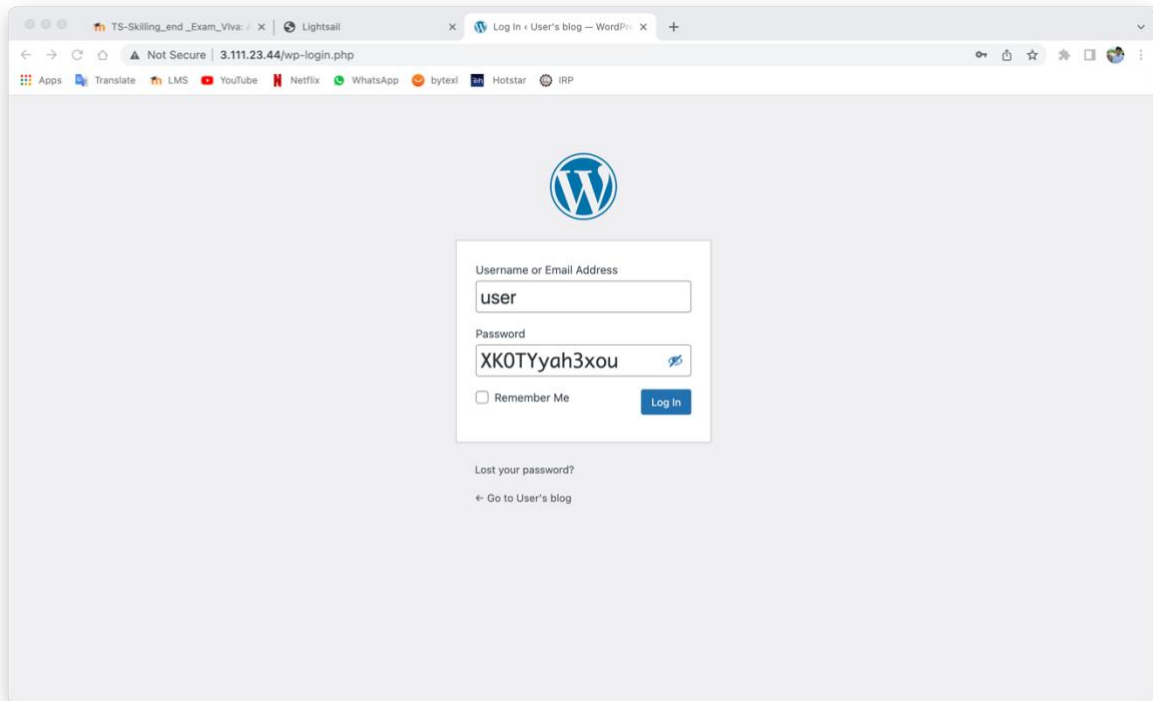 TS-Skilling_end _Exam_Viva:
Lightsail
Log In ‹ User's blog — WordPr
Not Secure | 3.111.23.44/wp-login.php
Apps Translate LMS YouTube Netflix WhatsApp bytexl Hotstar IRP
Username or Email Address
user
Password
XK0TYyah3xou
Remember Me
Log In
Lost your password?
← Go to User's blog